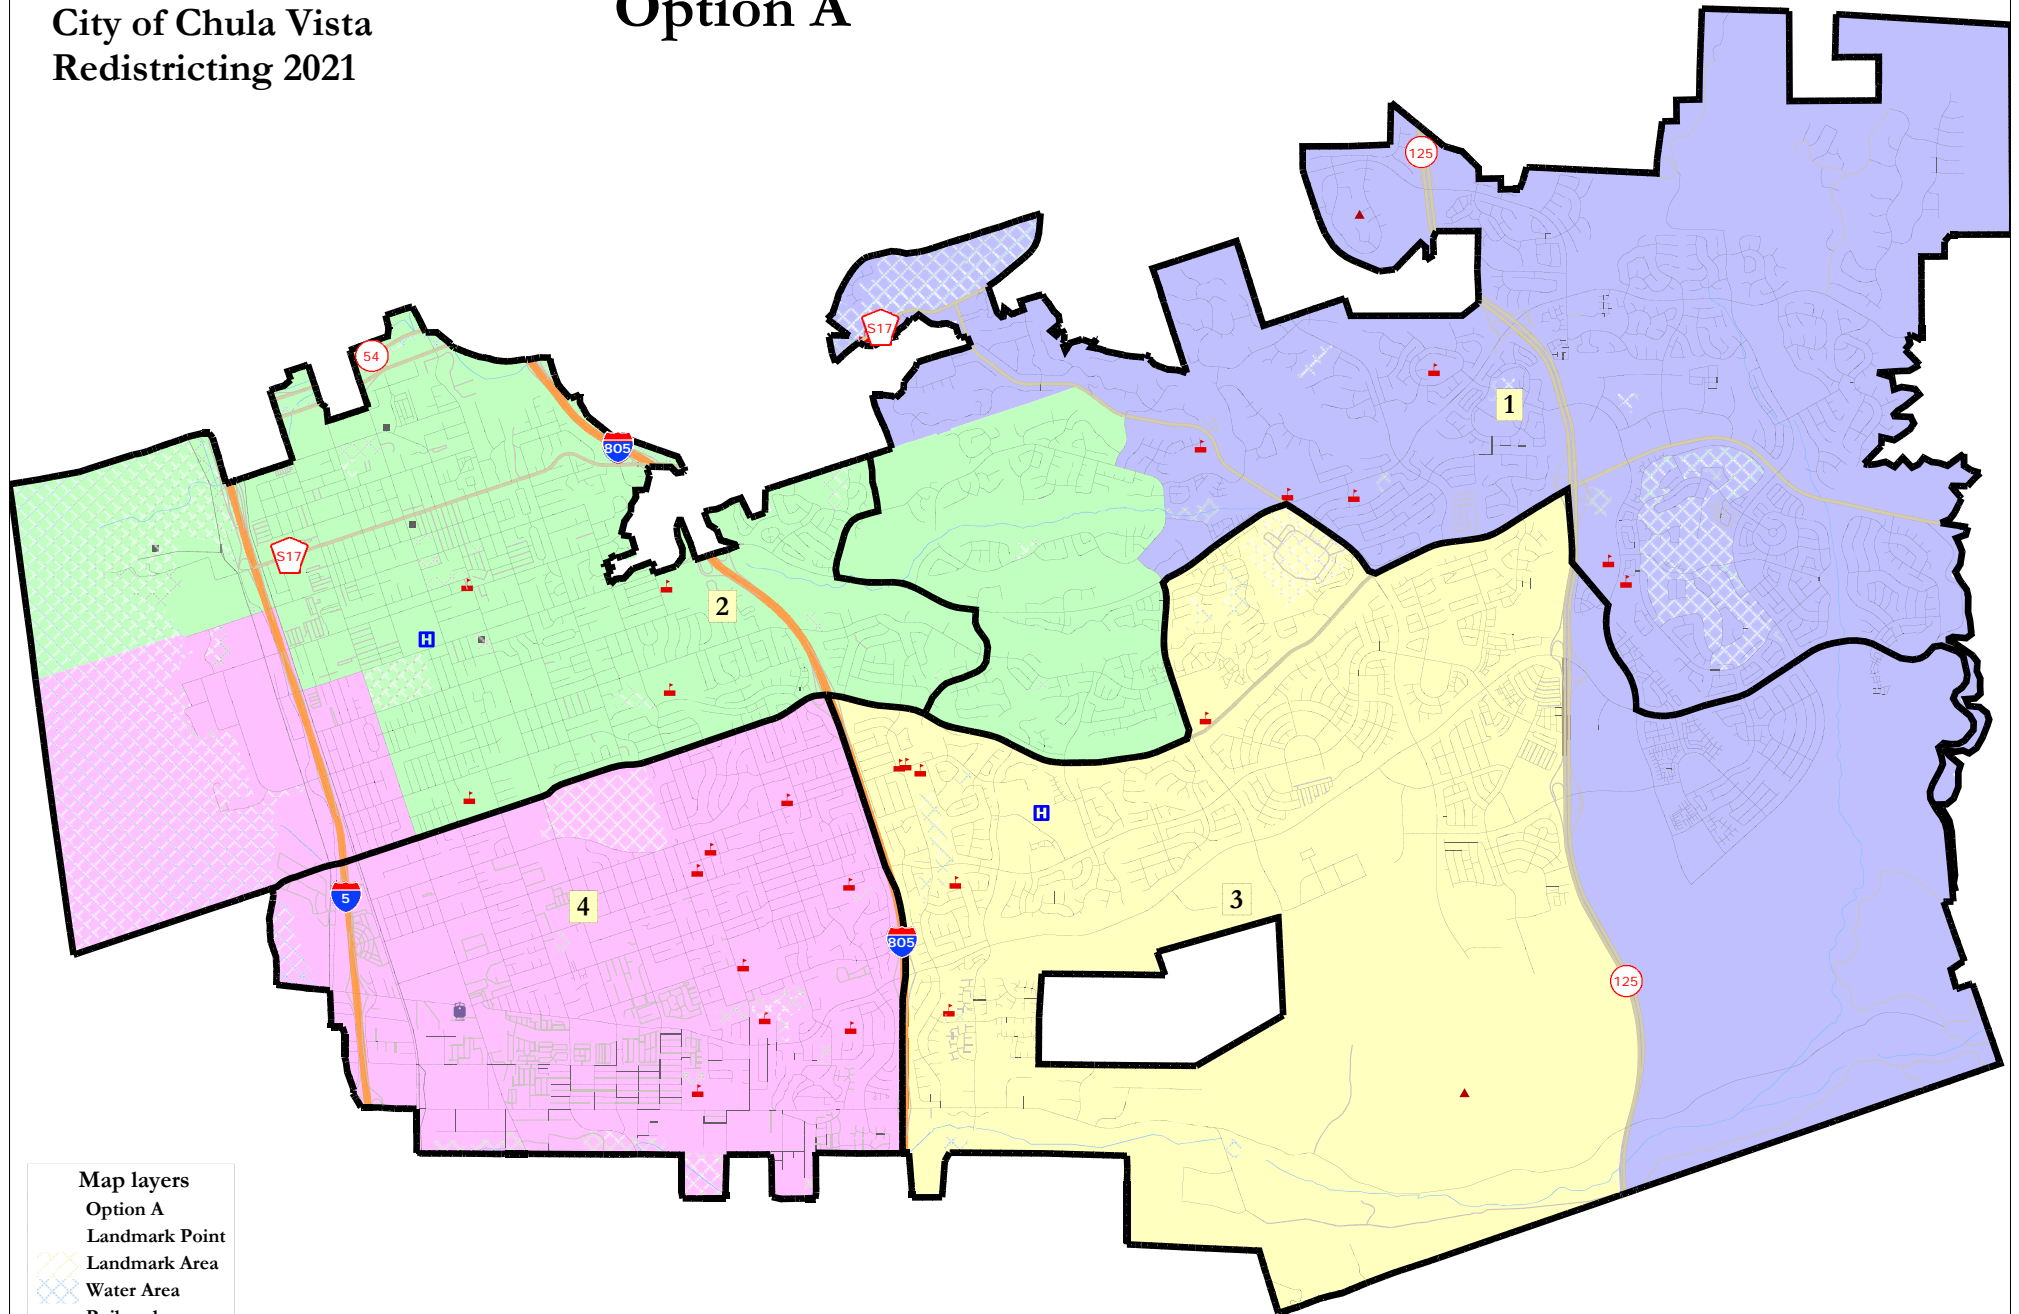 City of Chula Vista
Redistricting 2021
Option A
125
S17
54
805
1
S17
2
H
H
4
3
5
805
125
Map layers
Option A
Landmark Point
Landmark Area
Water Area